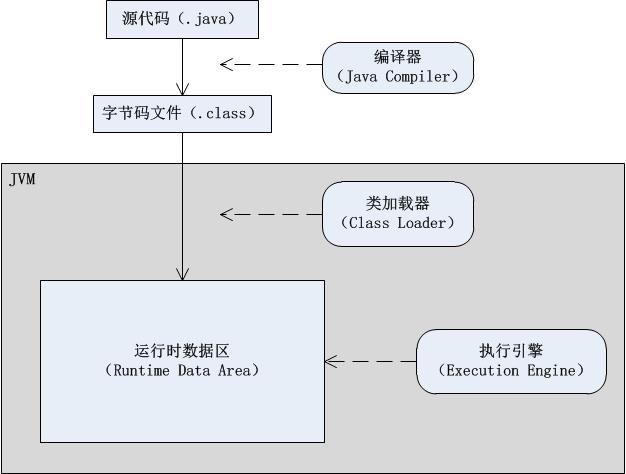 源代码（.java）
编译器
（Java Compiler）
字节码文件（.class）
JVM
类加载器
（Class Loader）
运行时数据区
（Runtime Data Area）
执行引擎
（Execution Engine）